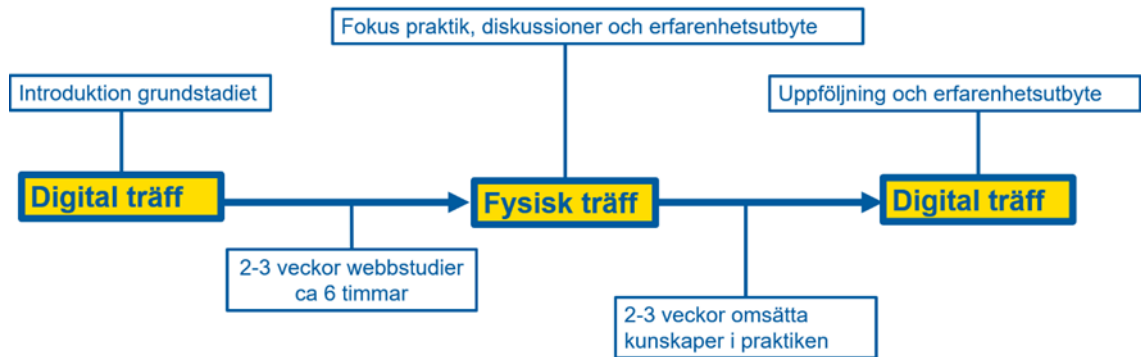 Fokus praktik, diskussioner och erfarenhetsutbyte
Introduktion grundstadiet
Uppföljning och erfarenhetsutbyte
Digital träff
Fysisk träff
Digital träff
2-3 veckor webbstudier
ca 6 timmar
2-3 veckor omsätta
kunskaper i praktiken